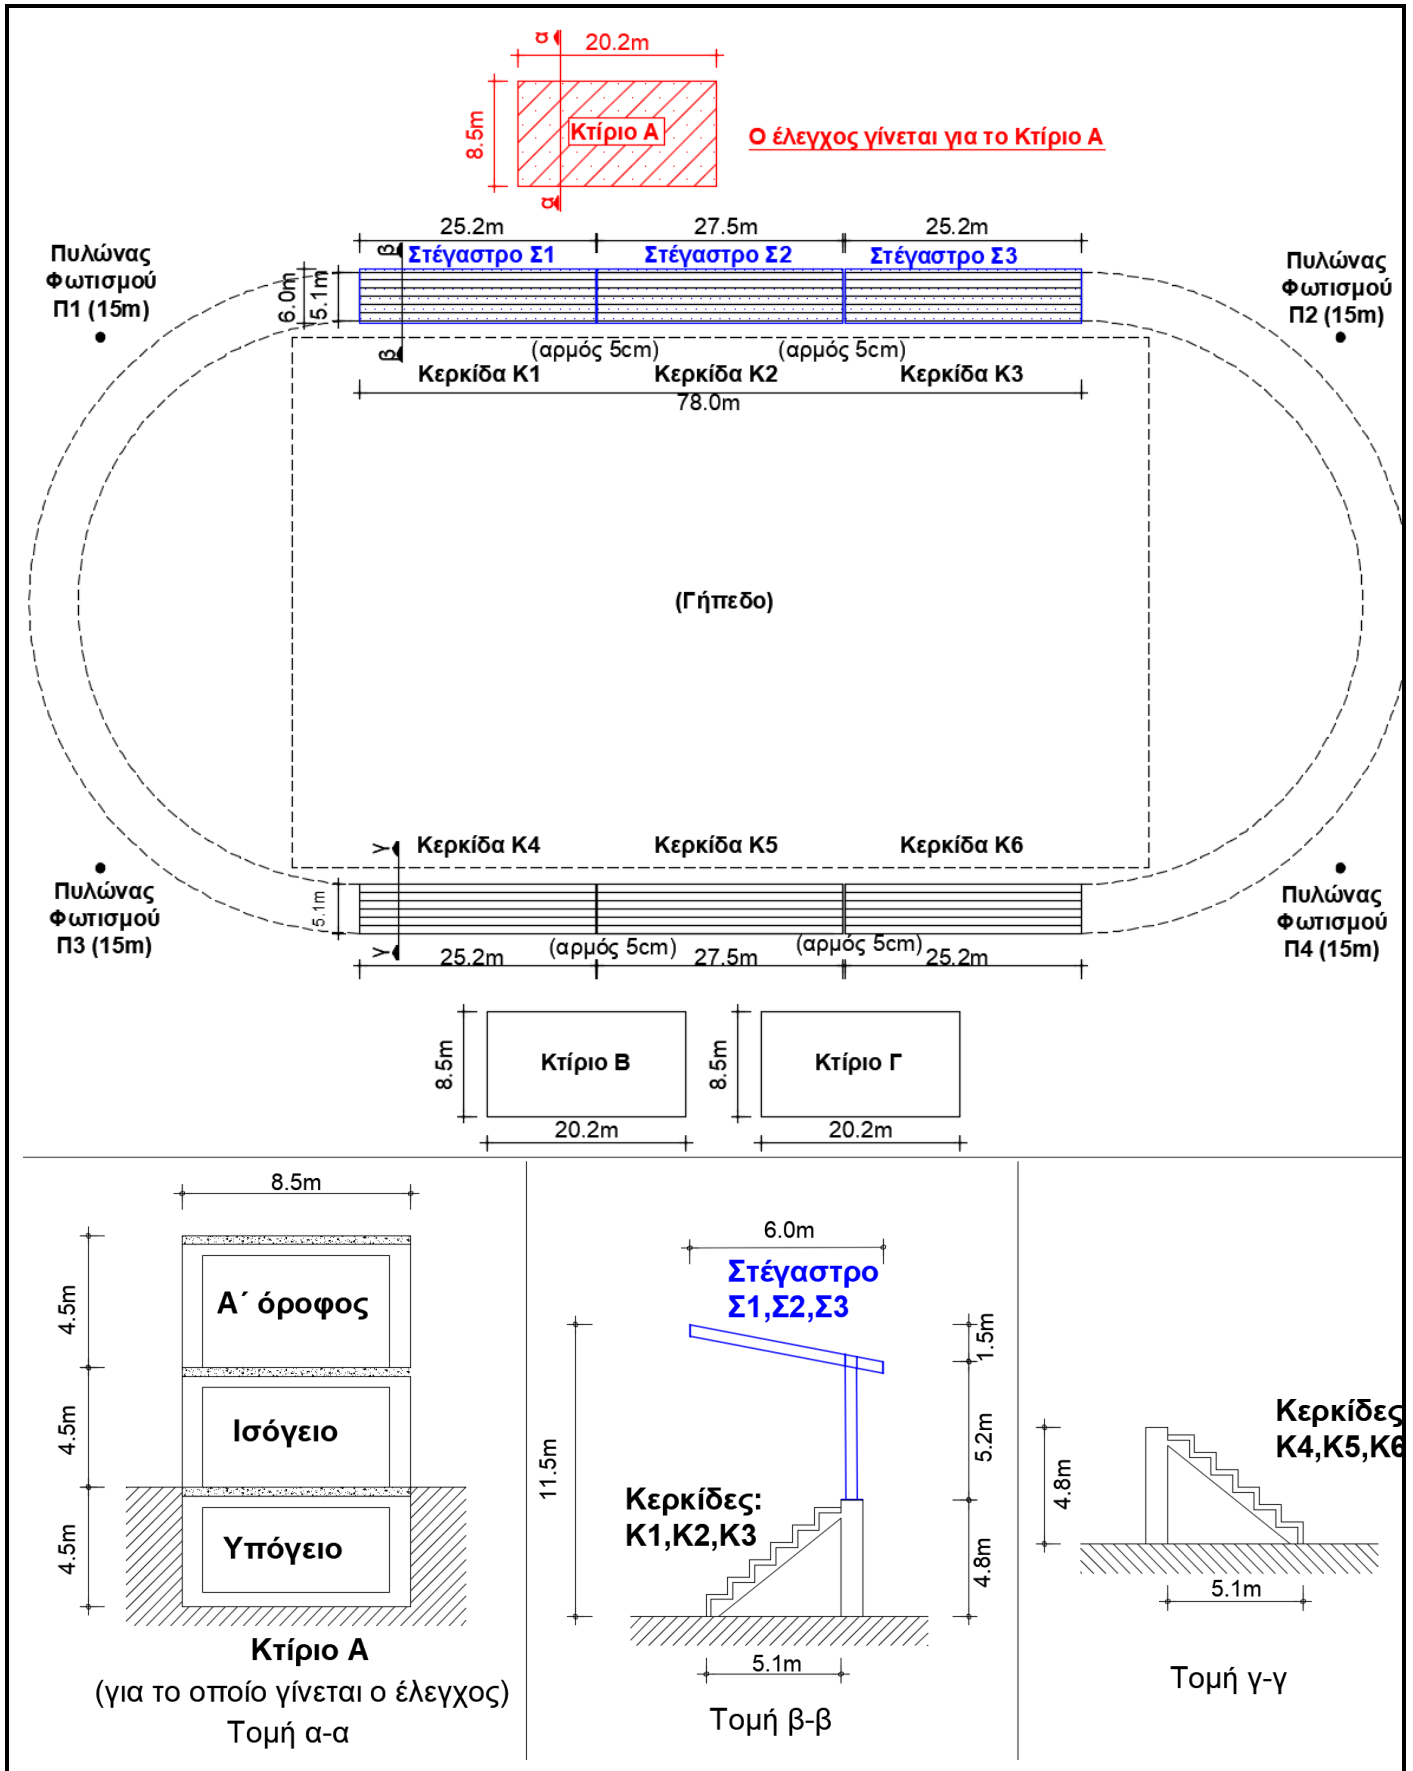 α
20.2m
8.5m
Κτίριο Α
Ο έλεγχος γίνεται για το Κτίριο Α
α
25.2m
27.5m
25.2m
β
Στέγαστρο Σ1
Στέγαστρο Σ2
Στέγαστρο Σ3
Πυλώνας
Φωτισμού
Π1 (15m)
Πυλώνας
Φωτισμού
Π2 (15m)
6.0m
5.1m
β
(αρμός 5cm)
(αρμός 5cm)
Κερκίδα Κ1
Κερκίδα Κ2
Κερκίδα Κ3
78.0m
(Γήπεδο)
γ
Κερκίδα Κ4
Κερκίδα Κ5
Κερκίδα Κ6
Πυλώνας
Φωτισμού
Π3 (15m)
5.1m
Πυλώνας
Φωτισμού
Π4 (15m)
γ
(αρμός 5cm)
(αρμός 5cm)
25.2m
27.5m
25.2m
8.5m
Κτίριο Β
8.5m
Κτίριο Γ
20.2m
20.2m
8.5m
4.5m
Α΄ όροφος
4.5m
Ισόγειο
4.5m
Υπόγειο
Κτίριο Α
(για το οποίο γίνεται ο έλεγχος)
Τομή α-α
6.0m
Στέγαστρο
Σ1,Σ2,Σ3
1.5m
5.2m
11.5m
Κερκίδες:
Κ1,Κ2,Κ3
4.8m
5.1m
Τομή β-β
Κερκίδες
Κ4,Κ5,Κ6
4.8m
5.1m
Τομή γ-γ